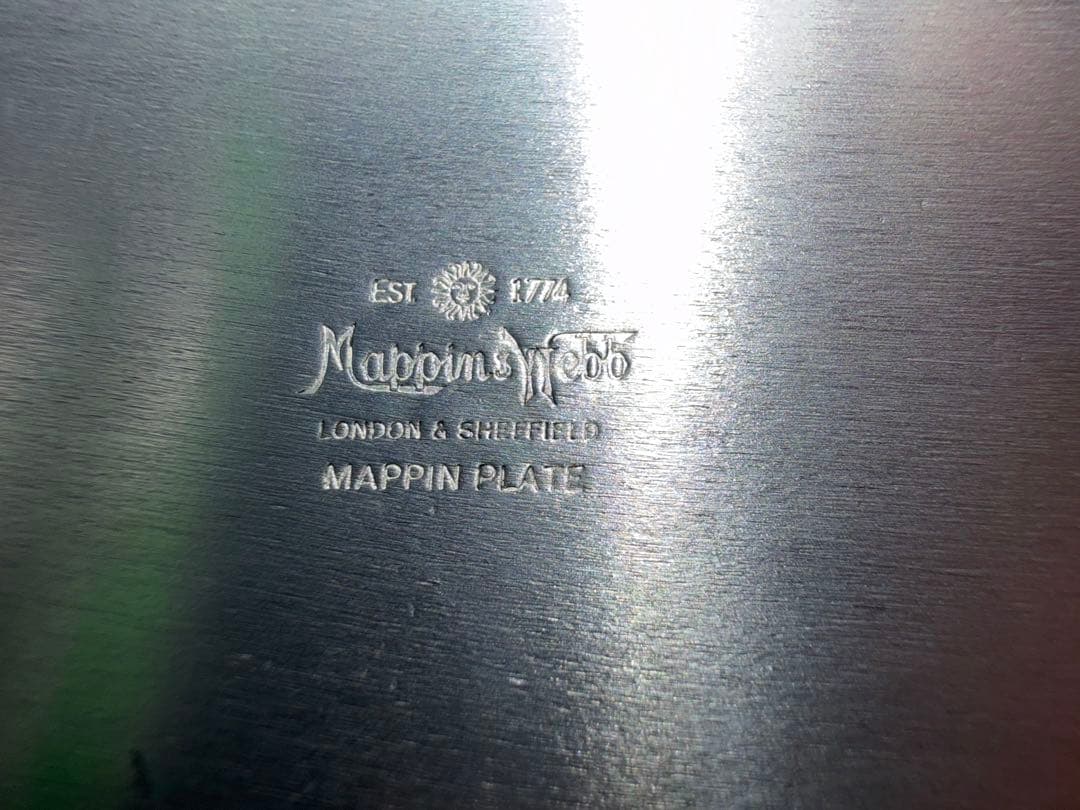 EST. 1774
Mappin & Webb
LONDON & SHEFFIELD
MAPPIN PLATE